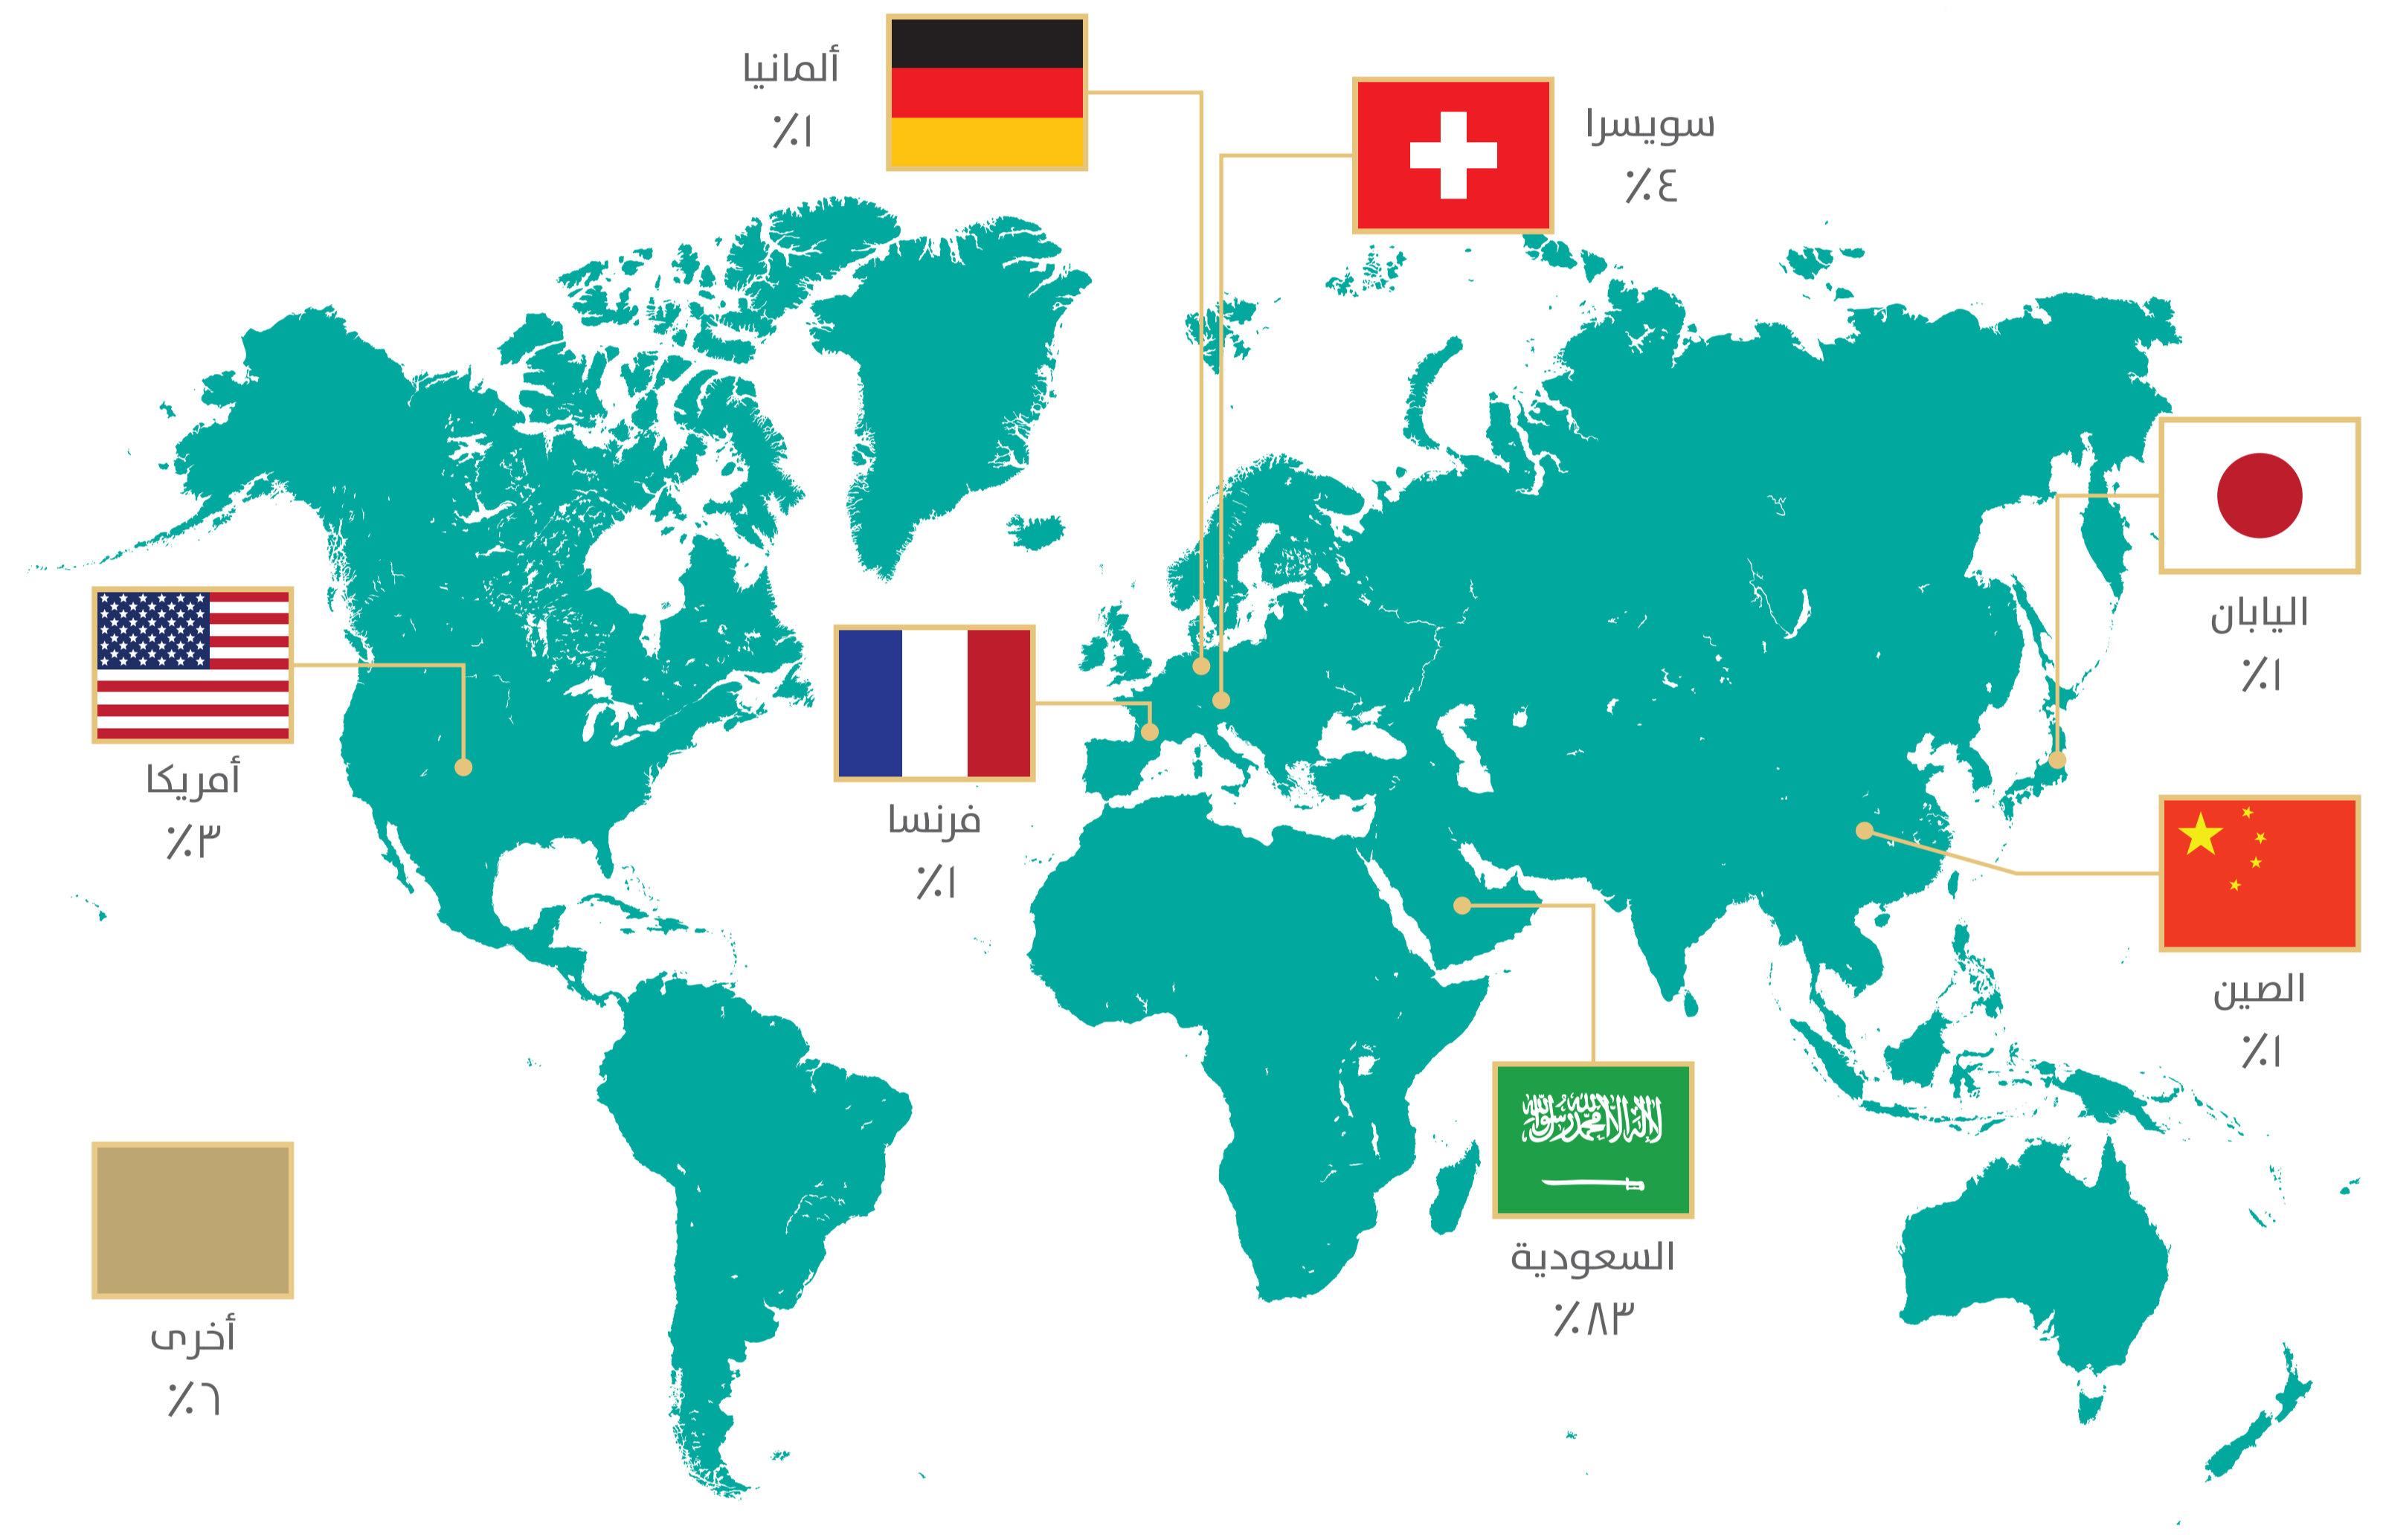 ألمانيا
١٪
سويسرا
٤٪
اليابان
١٪
أمريكا
٣٪
فرنسا
١٪
الصين
١٪
لا إله إلا الله محمد رسول الله
السعودية
٨٣٪
أخرى
٦٪